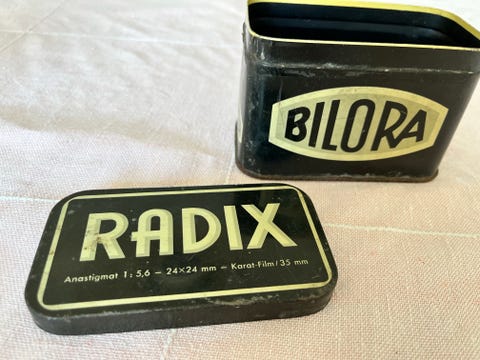 BILORA
RADIX
Anastigmat 1:5,6 – 24×24 mm – Karat-Film/35 mm